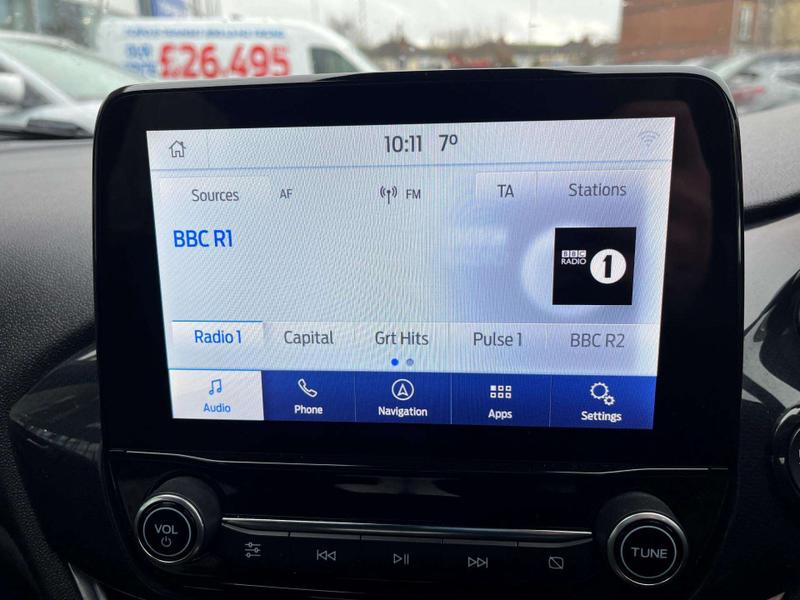 £26,495
10:11 7º
Sources AF FM TA Stations
BBC R1
BBC RADIO 1
Radio 1 Capital Grt Hits Pulse 1 BBC R2
Audio Phone Navigation Apps Settings
VOL
TUNE